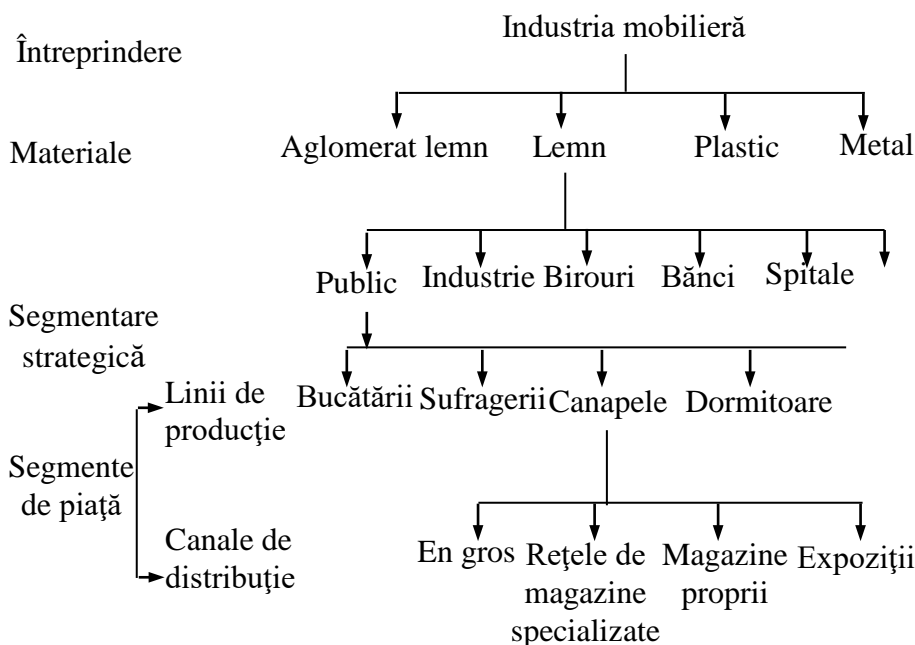 Industria mobilieră
Întreprindere
Materiale
Aglomerat lemn Lemn Plastic Metal
Public Industrie Birouri Bănci Spitale
Segmentare
strategică
Linii de
producţie
Bucătării Sufragerii Canapele Dormitoare
Segmente
de piaţă
Canale de
distribuţie
En gros Reţele de Magazine Expoziţii
magazine proprii
specializate